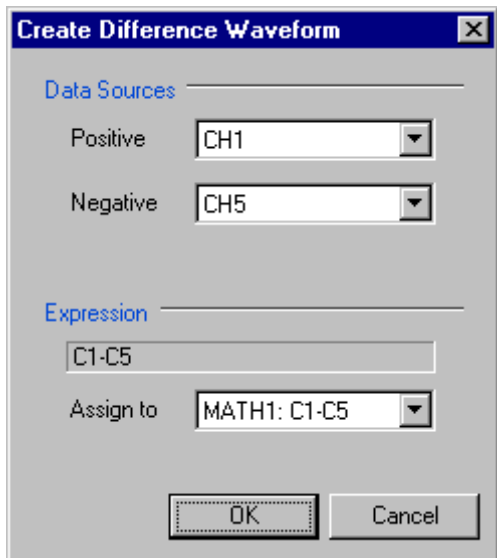 Create Difference Waveform
Data Sources
Positive CH1
Negative CH5
Expression
C1-C5
Assign to MATH1: C1-C5
OK Cancel